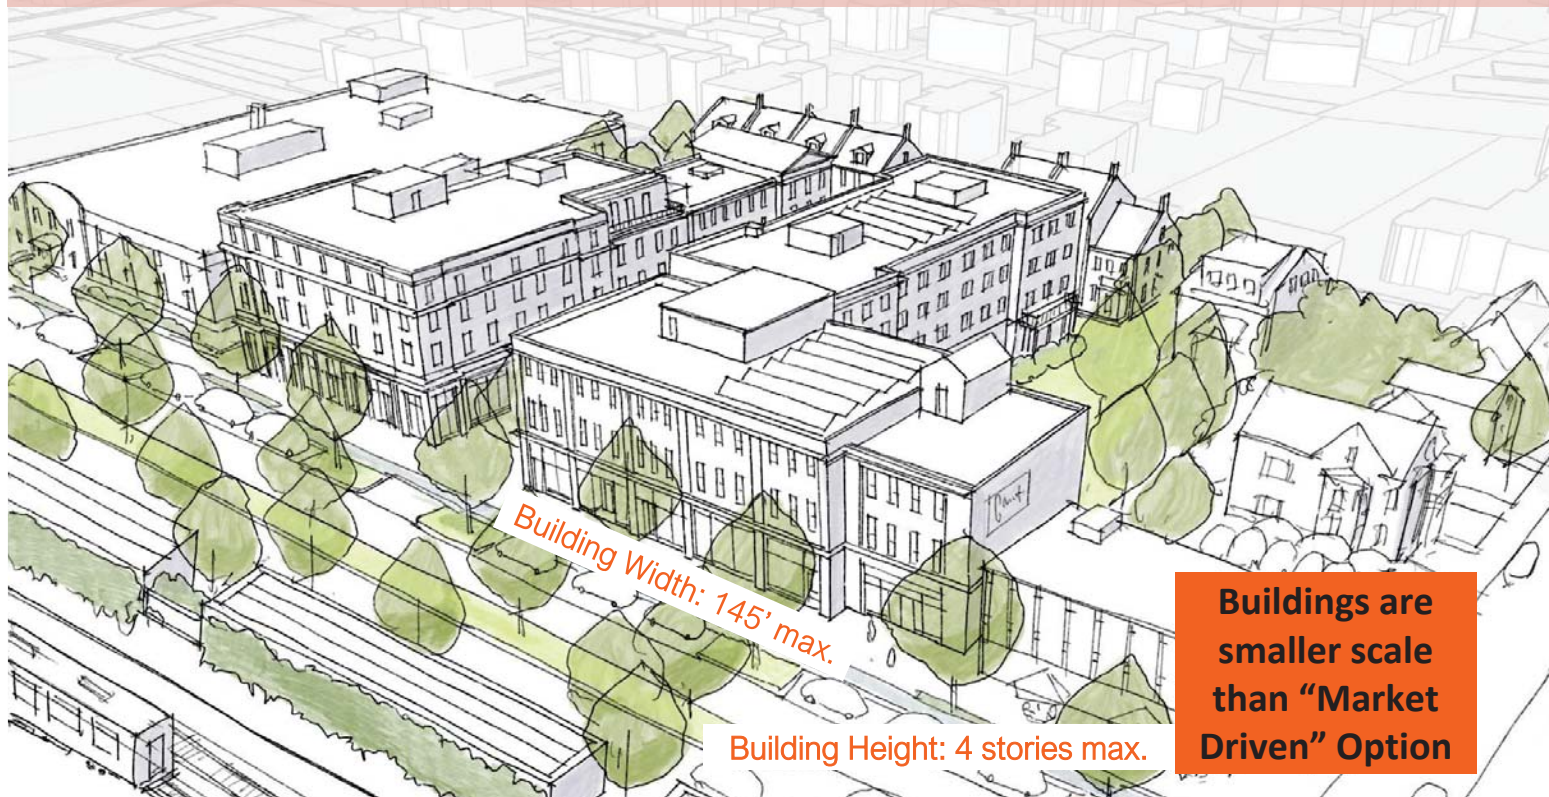 Building Width: 145’ max.
Building Height: 4 stories max.
Buildings are
smaller scale
than “Market
Driven” Option